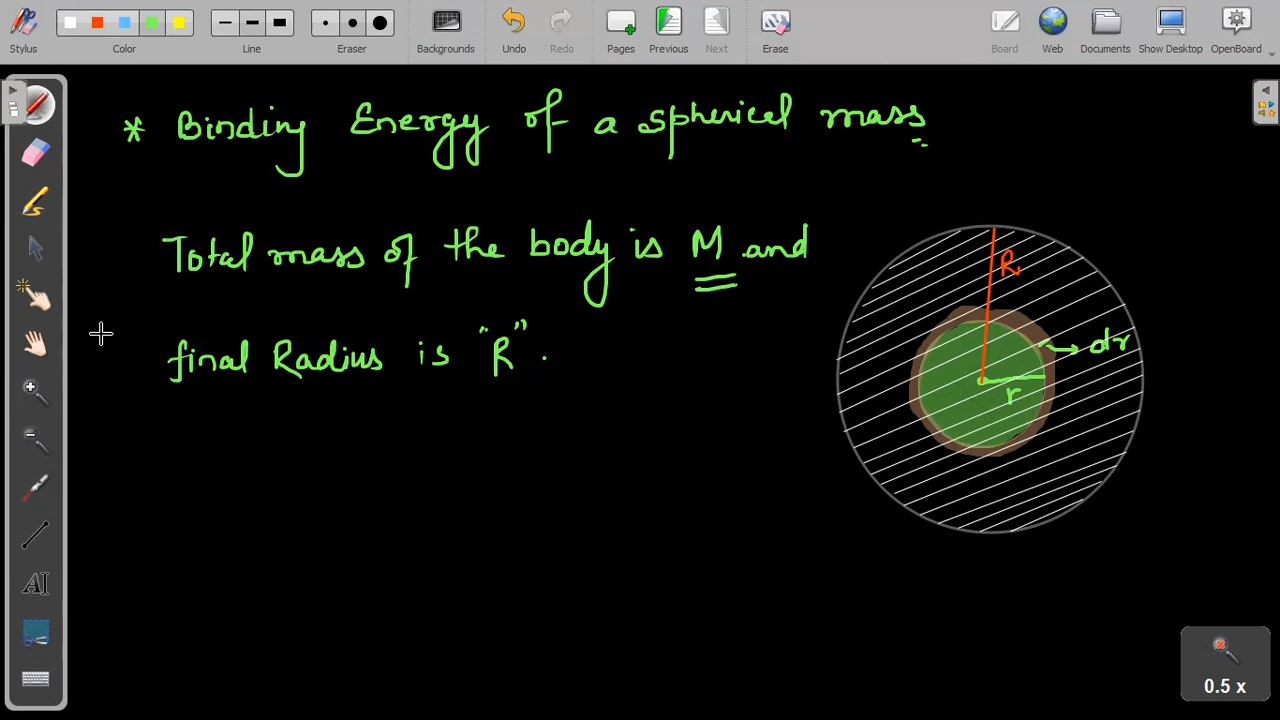 Stylus
Color
Line
Eraser
Backgrounds
Undo
Redo
Pages
Previous
Next
Erase
Board
Web
Documents
Show Desktop
OpenBoard
* Binding Energy of a spherical mass
Total mass of the body is M and
final Radius is "R".
R
dr
r
AI
0.5 x